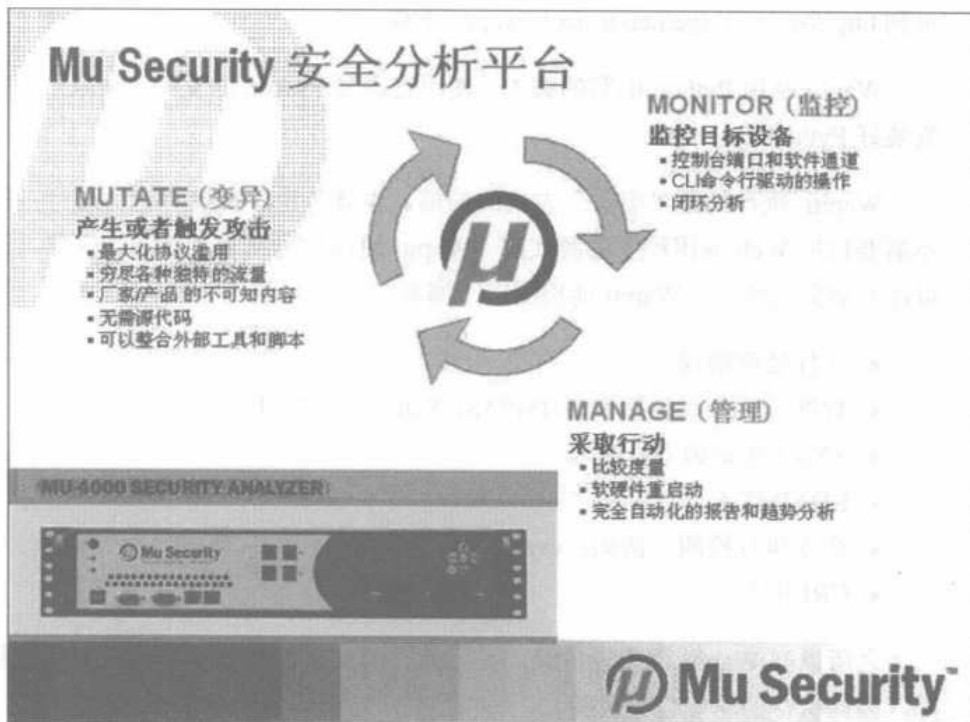 Mu Security 安全分析平台
MONITOR（监控）
监控目标设备
▪ 控制台端口和软件通道
▪ CLI命令行驱动的操作
▪ 闭环分析
MUTATE（变异）
产生或者触发攻击
▪ 最大化协议滥用
▪ 穷尽各种独特的流量
▪ 厂家/产品 的不可知内容
▪ 无需源代码
▪ 可以整合外部工具和脚本
μ
MANAGE（管理）
采取行动
▪ 比较度量
▪ 软硬件重启动
▪ 完全自动化的报告和趋势分析
MU-4000 SECURITY ANALYZER
Mu Security
μ Mu Security™